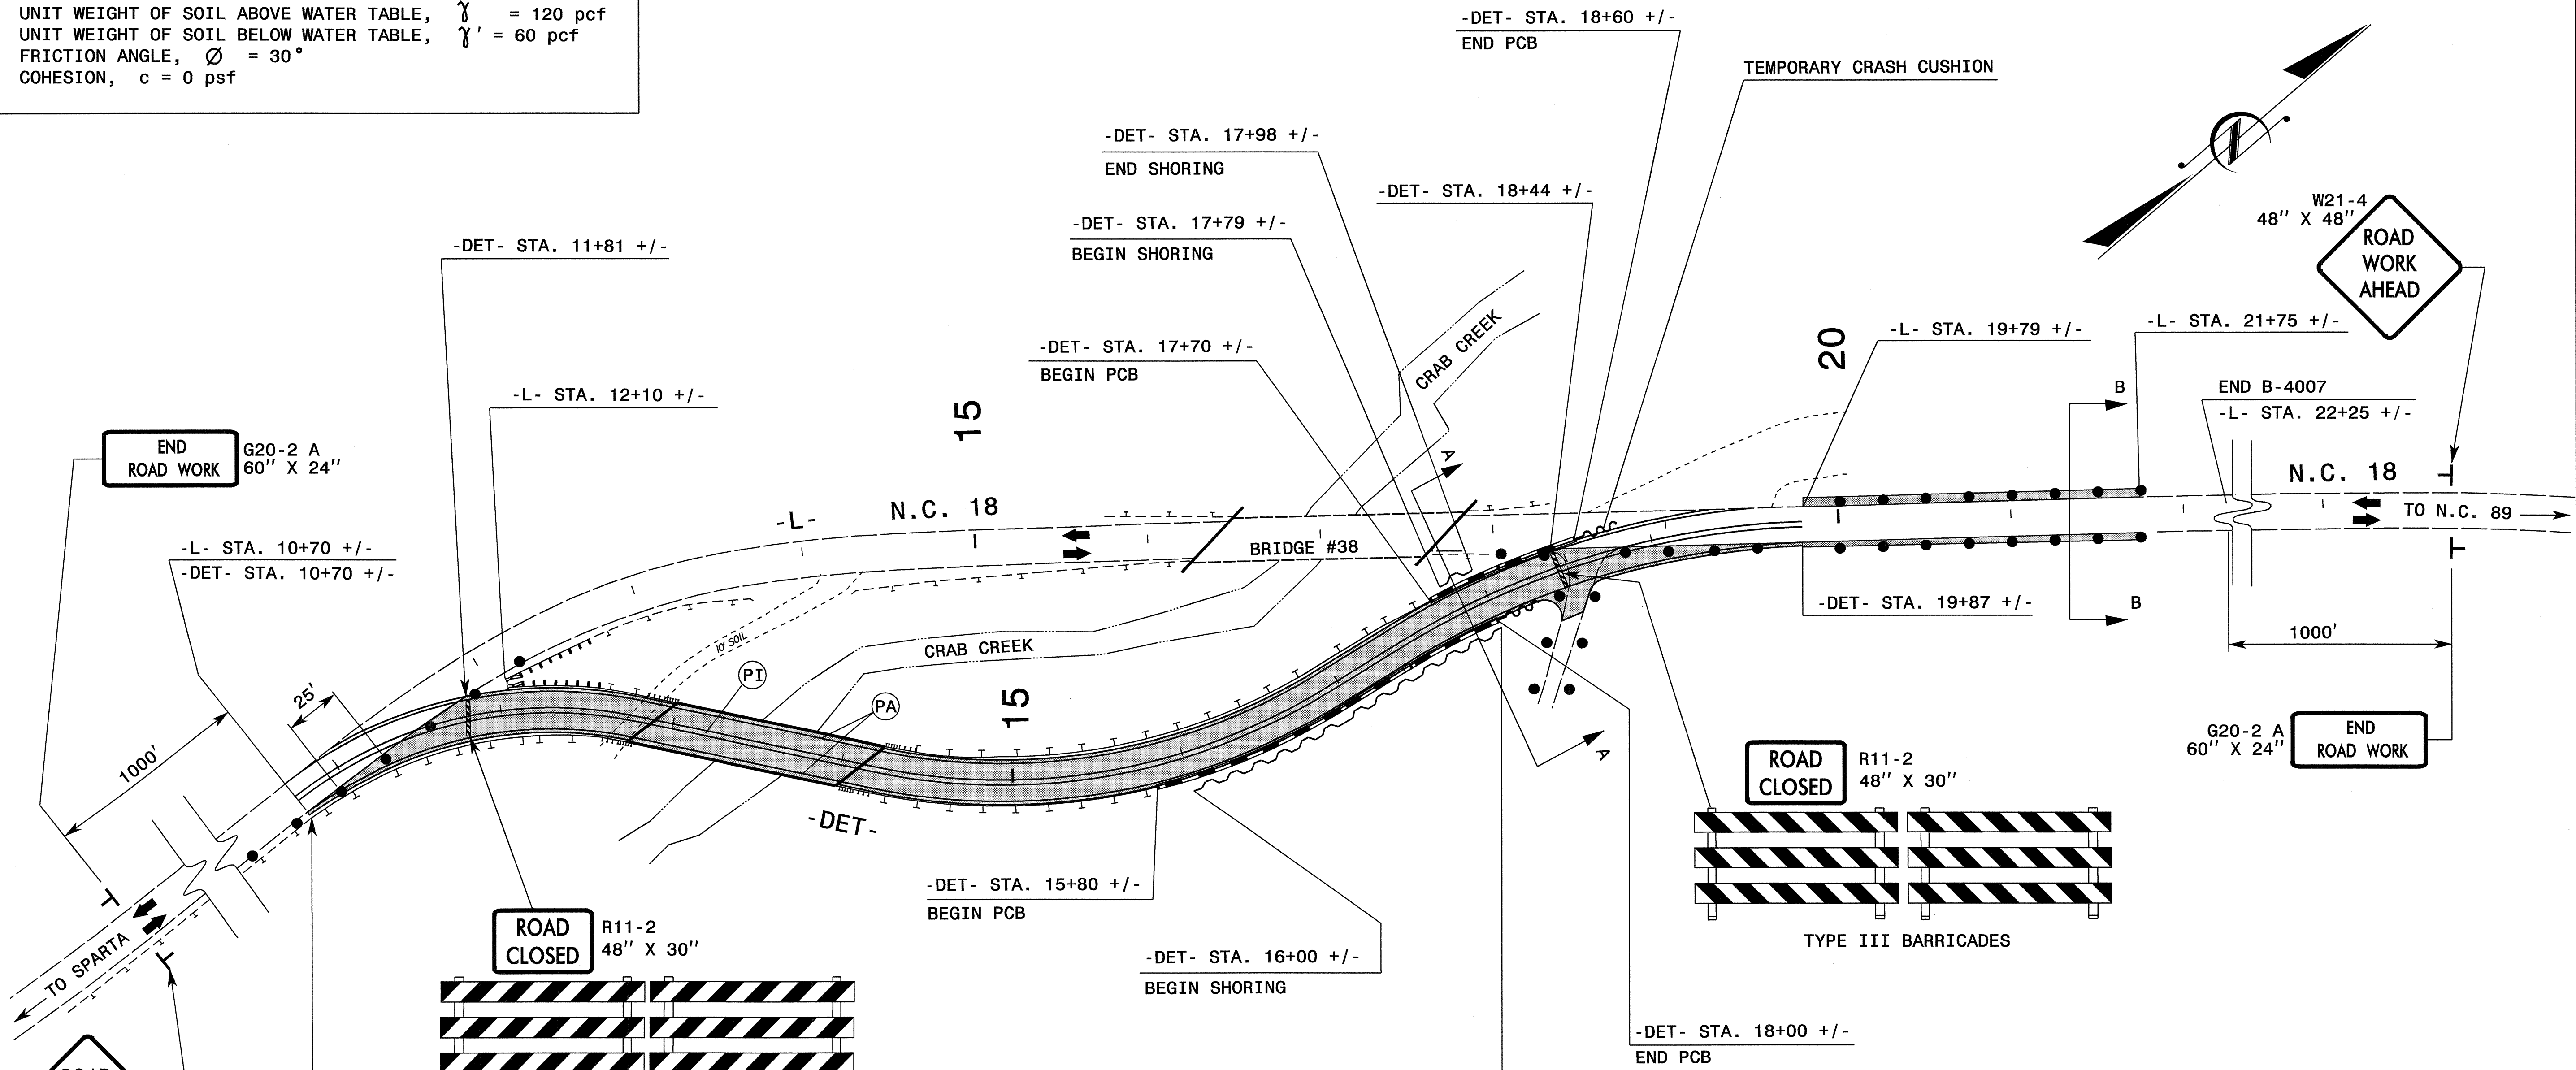 UNIT WEIGHT OF SOIL ABOVE WATER TABLE, γ = 120 pcf
UNIT WEIGHT OF SOIL BELOW WATER TABLE, γ' = 60 pcf
FRICTION ANGLE, Ø = 30°
COHESION, c = 0 psf
-DET- STA. 18+60 +/-
END PCB
TEMPORARY CRASH CUSHION
-DET- STA. 17+98 +/-
END SHORING
-DET- STA. 18+44 +/-
-DET- STA. 17+79 +/-
BEGIN SHORING
-DET- STA. 11+81 +/-
W21-4
48" X 48"
ROAD
WORK
AHEAD
-DET- STA. 17+70 +/-
BEGIN PCB
CRAB CREEK
20
-L- STA. 19+79 +/-
-L- STA. 21+75 +/-
-L- STA. 12+10 +/-
15
B
END B-4007
-L- STA. 22+25 +/-
END
ROAD WORK
G20-2 A
60" X 24"
A
-L-
N.C. 18
BRIDGE #38
N.C. 18
TO N.C. 89
-L- STA. 10+70 +/-
-DET- STA. 10+70 +/-
-DET- STA. 19+87 +/-
B
1000'
10' SOIL
CRAB CREEK
PI
PA
15
25'
1000'
-DET-
A
G20-2 A
60" X 24"
END
ROAD WORK
ROAD
CLOSED
R11-2
48" X 30"
TYPE III BARRICADES
-DET- STA. 15+80 +/-
BEGIN PCB
ROAD
CLOSED
R11-2
48" X 30"
TO SPARTA
-DET- STA. 16+00 +/-
BEGIN SHORING
-DET- STA. 18+00 +/-
END PCB